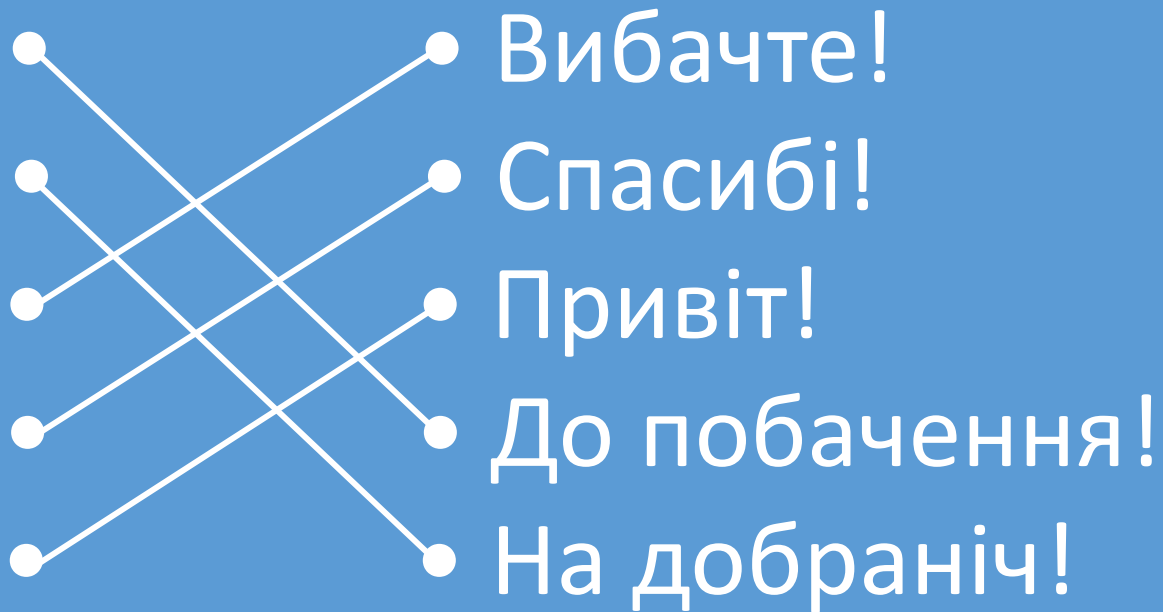 Вибачте!
Спасибі!
Привіт!
До побачення!
На добраніч!